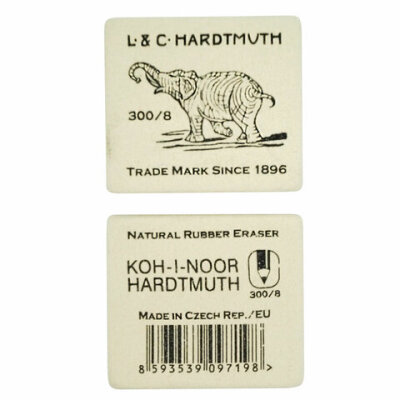 L·&C·HARDTMUTH
300/8
TRADE MARK SINCE 1896
NATURAL RUBBER ERASER
KOH-I-NOOR
HARDTMUTH
300/8
MADE IN CZECH REP./EU
8 593539 097198 >